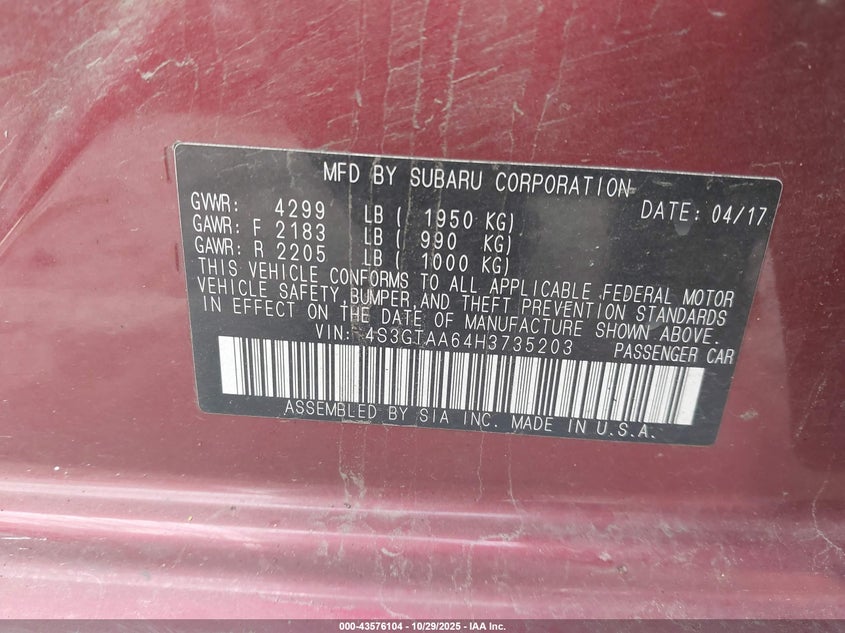 MFD BY SUBARU CORPORATION
GVWR: 4299 LB ( 1950 KG) DATE: 04/17
GAWR: F 2183 LB ( 990 KG)
GAWR: R 2205 LB ( 1000 KG)
THIS VEHICLE CONFORMS TO ALL APPLICABLE FEDERAL MOTOR
VEHICLE SAFETY, BUMPER, AND THEFT PREVENTION STANDARDS
IN EFFECT ON THE DATE OF MANUFACTURE SHOWN ABOVE.
VIN: 4S3GTAA64H3735203 PASSENGER CAR
ASSEMBLED BY SIA INC. MADE IN U.S.A.
000-43576104 | 10/29/2025 - IAA Inc.